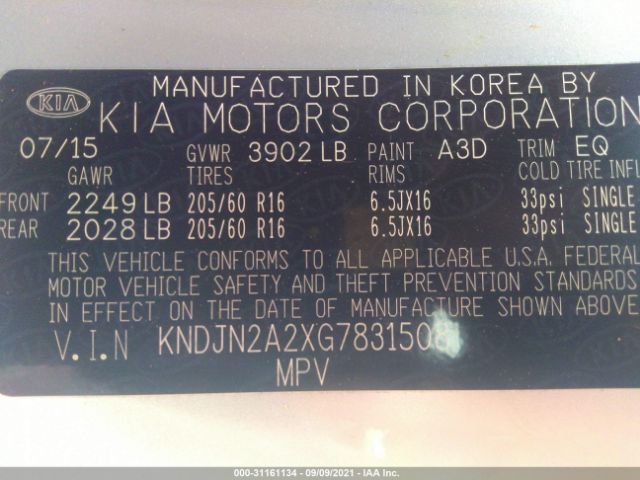 MANUFACTURED IN KOREA BY
KIA KIA MOTORS CORPORATION
07/15 GVWR 3902 LB PAINT A3D TRIM EQ
GAWR TIRES RIMS COLD TIRE INFL
FRONT 2249 LB 205/60 R16 6.5JX16 33psi SINGLE
REAR 2028 LB 205/60 R16 6.5JX16 33psi SINGLE
THIS VEHICLE CONFORMS TO ALL APPLICABLE U.S.A. FEDERAL
MOTOR VEHICLE SAFETY AND THEFT PREVENTION STANDARDS
IN EFFECT ON THE DATE OF MANUFACTURE SHOWN ABOVE
V.I.N KNDJN2A2XG7831508
MPV
000-31161134 - 09/09/2021 - IAA Inc.